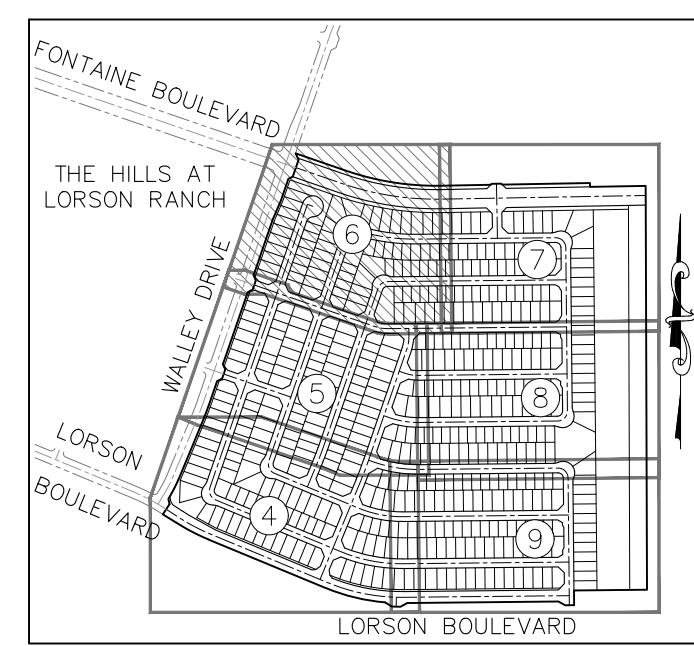 FONTAINE BOULEVARD
THE HILLS AT
LORSON RANCH
WALLEY DRIVE
6
7
5
8
LORSON
BOULEVARD
4
9
LORSON BOULEVARD